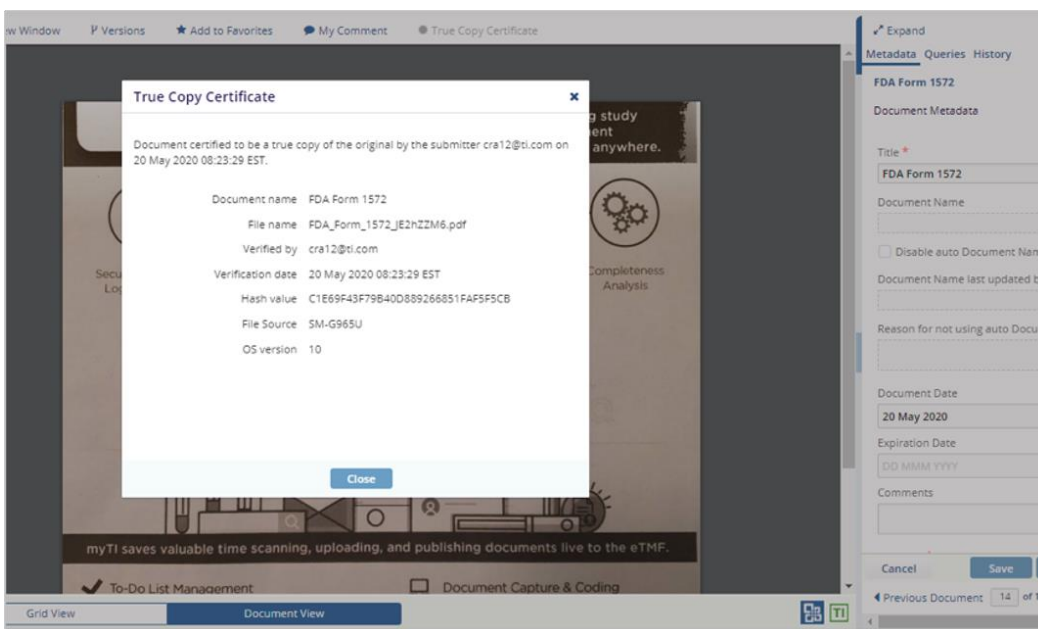 ew Window
Versions
Add to Favorites
My Comment
True Copy Certificate
Expand
Metadata Queries History
FDA Form 1572
Document Metadata
Title *
FDA Form 1572
Document Name
Disable auto Document Nam
Document Name last updated b
Reason for not using auto Docu
Document Date
20 May 2020
Expiration Date
DD MMM YYYY
Comments
Cancel
Save
Previous Document 14 of 1
g study
ent
anywhere.
True Copy Certificate
Document certified to be a true copy of the original by the submitter cra12@ti.com on
20 May 2020 08:23:29 EST.
Document name FDA Form 1572
File name FDA_Form_1572_JE2hZZM6.pdf
Verified by cra12@ti.com
Verification date 20 May 2020 08:23:29 EST
Hash value C1E69F43F79B40D889266851FAF5F5CB
File Source SM-G965U
OS version 10
Close
Secu
Log
Completeness
Analysis
myTI saves valuable time scanning, uploading, and publishing documents live to the eTMF.
To-Do List Management
Document Capture & Coding
Grid View
Document View
TI